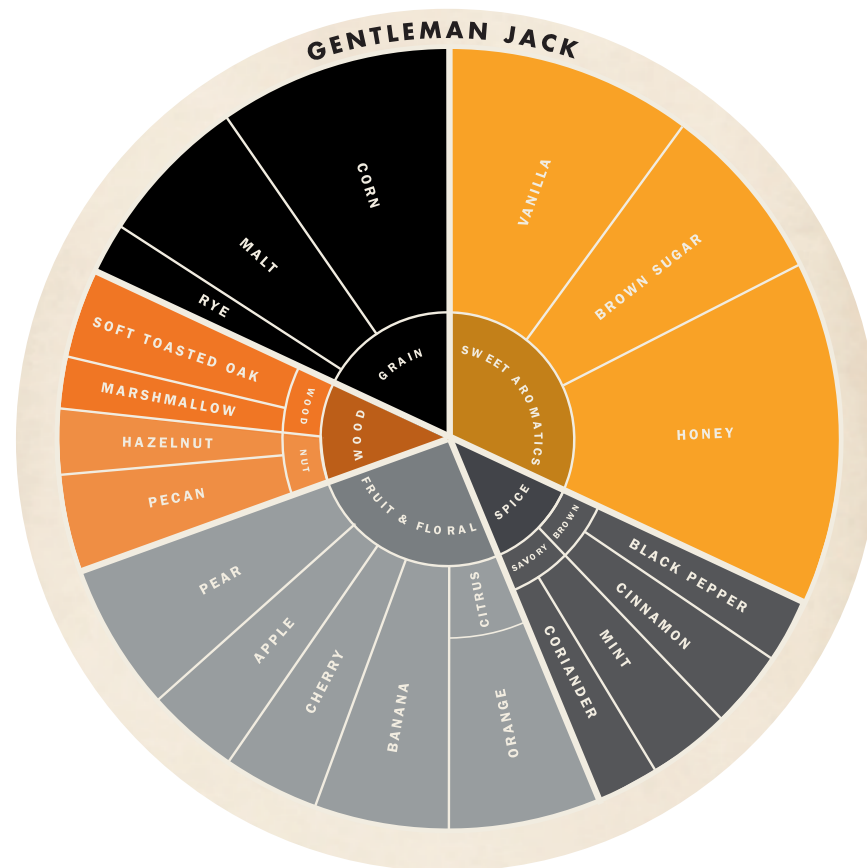 GENTLEMAN JACK
SWEET AROMATICS
VANILLA
BROWN SUGAR
HONEY
SPICE
BROWN
BLACK PEPPER
CINNAMON
SAVORY
MINT
CORIANDER
FRUIT & FLORAL
CITRUS
ORANGE
BANANA
CHERRY
APPLE
PEAR
WOOD
NUT
PECAN
HAZELNUT
WOOD
MARSHMALLOW
SOFT TOASTED OAK
GRAIN
RYE
MALT
CORN